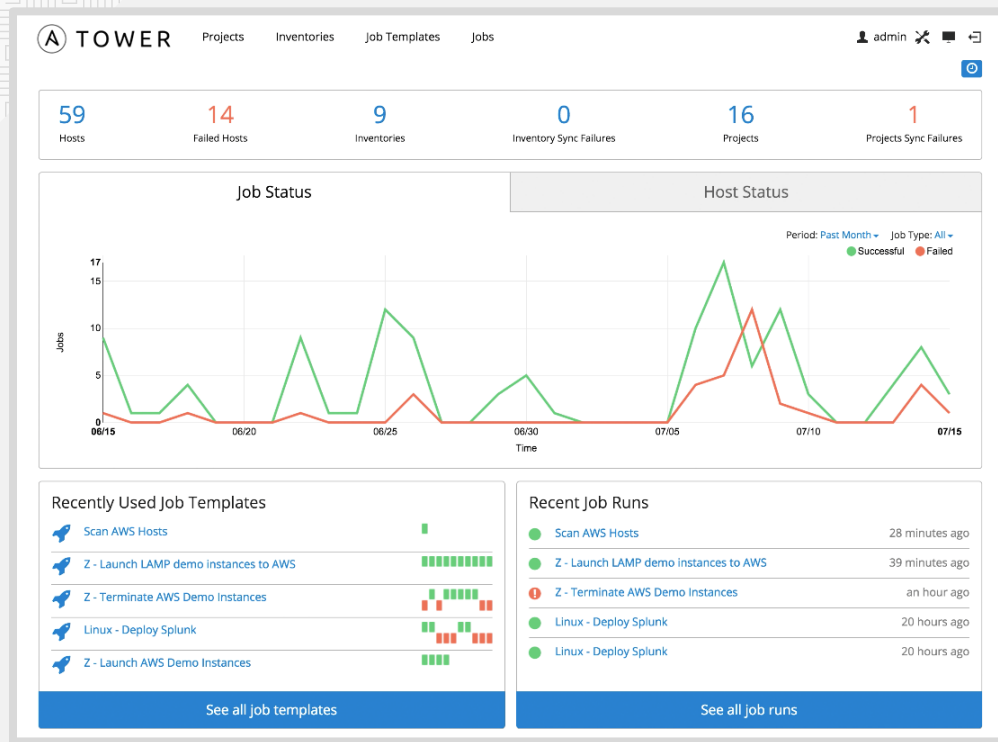 A TOWER Projects Inventories Job Templates Jobs admin
59 14 9 0 16 1
Hosts Failed Hosts Inventories Inventory Sync Failures Projects Projects Sync Failures
Job Status Host Status
Period: Past Month Job Type: All
Successful Failed
17
15
10
5
0
Jobs
06/15 06/20 06/25 06/30 07/05 07/10 07/15
Time
Recently Used Job Templates
Scan AWS Hosts
Z - Launch LAMP demo instances to AWS
Z - Terminate AWS Demo Instances
Linux - Deploy Splunk
Z - Launch AWS Demo Instances
See all job templates
Recent Job Runs
Scan AWS Hosts 28 minutes ago
Z - Launch LAMP demo instances to AWS 39 minutes ago
Z - Terminate AWS Demo Instances an hour ago
Linux - Deploy Splunk 20 hours ago
Linux - Deploy Splunk 20 hours ago
See all job runs